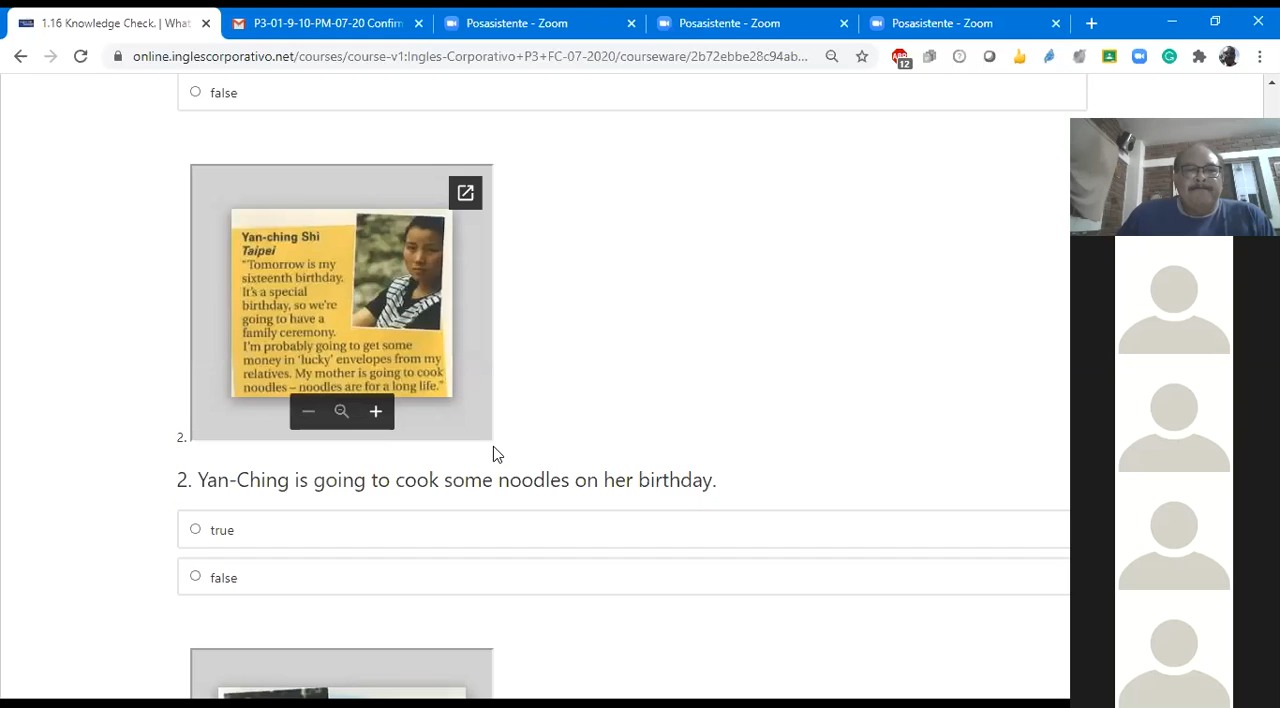 1.16 Knowledge Check. | What
P3-01-9-10-PM-07-20 Confirm
Posasistente - Zoom
Posasistente - Zoom
Posasistente - Zoom
online.inglescorporativo.net/courses/course-v1:Ingles-Corporativo+P3+FC-07-2020/courseware/2b72ebbe28c94ab...
12
false
Yan-ching Shi
Taipei
"Tomorrow is my
sixteenth birthday.
It's a special
birthday, so we're
going to have a
family ceremony.
I'm probably going to get some
money in 'lucky' envelopes from my
relatives. My mother is going to cook
noodles – noodles are for a long life."
2.
2. Yan-Ching is going to cook some noodles on her birthday.
true
false